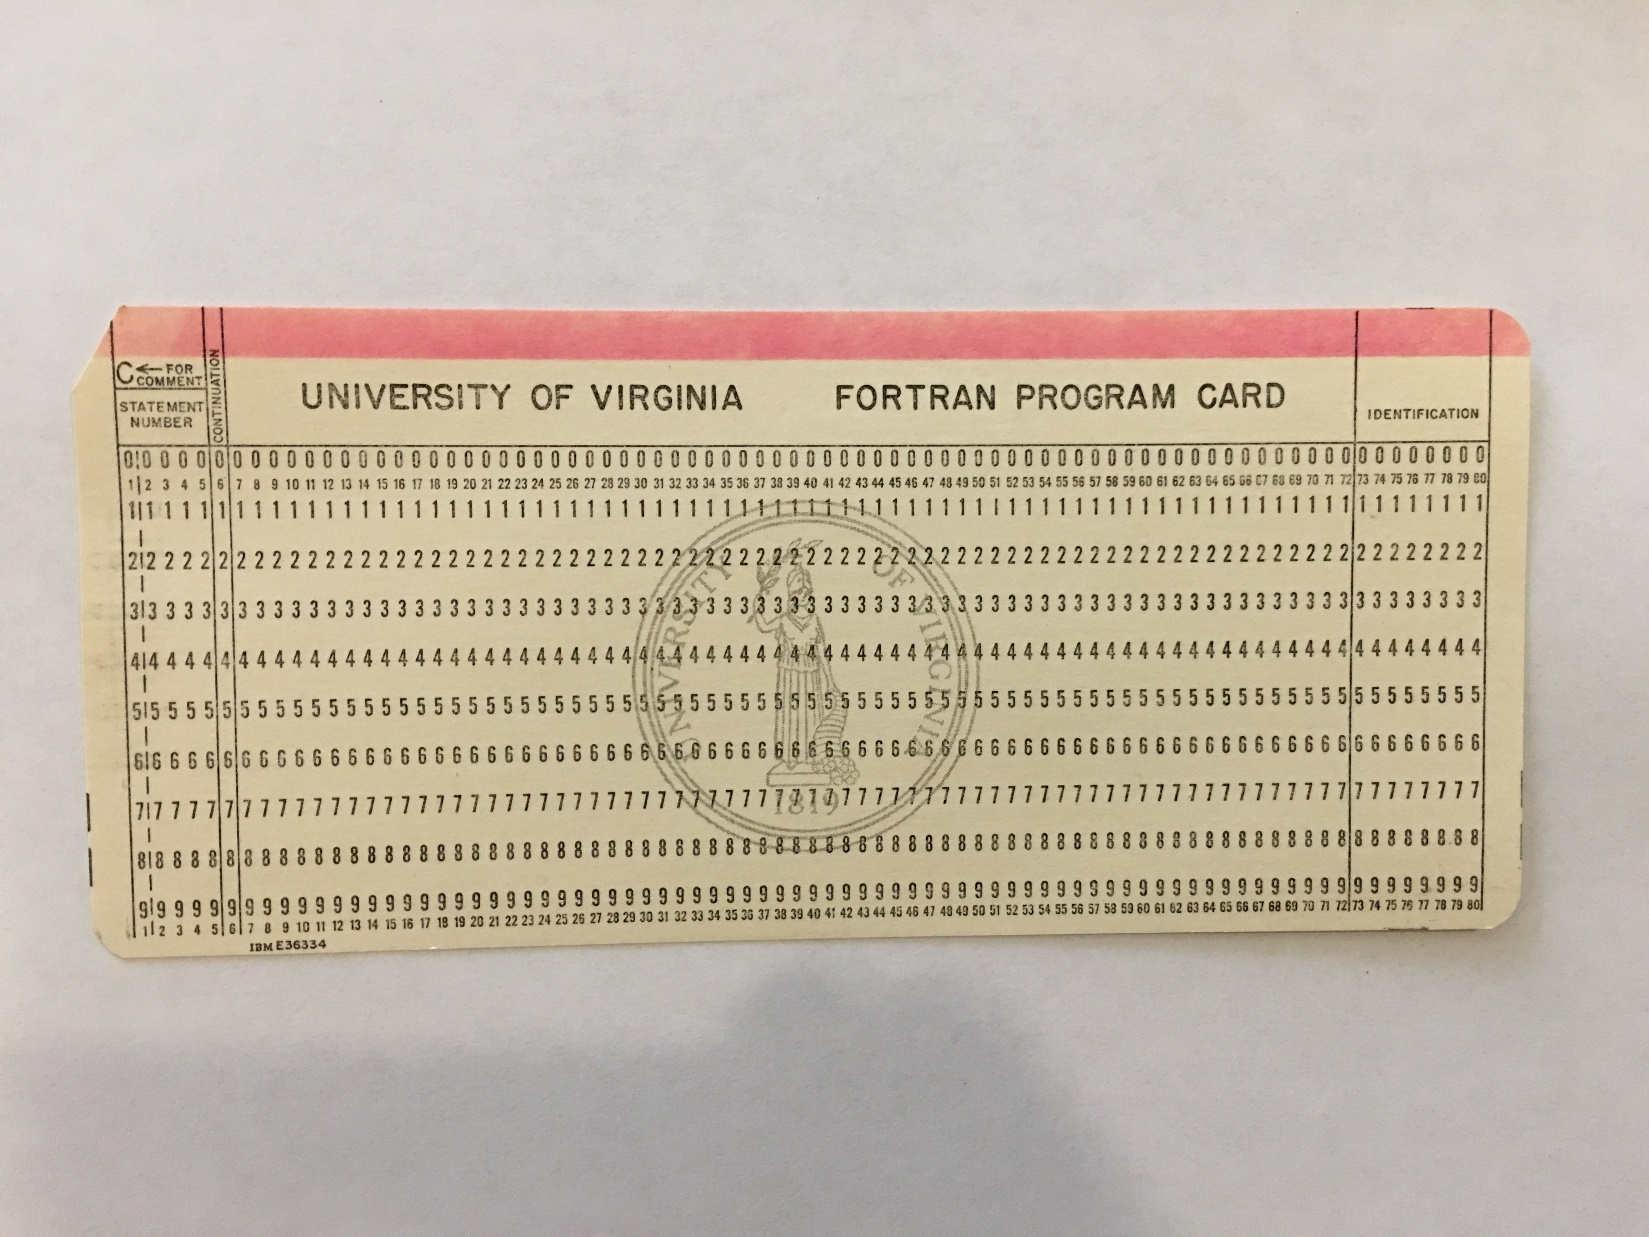 C ← FOR COMMENT
STATEMENT NUMBER
CONTINUATION
UNIVERSITY OF VIRGINIA FORTRAN PROGRAM CARD
IDENTIFICATION
0 0 0 0 0 0 0 0 0 0 0 0 0 0 0 0 0 0 0 0 0 0 0 0 0 0 0 0 0 0 0 0 0 0 0 0 0 0 0 0 0 0 0 0 0 0 0 0 0 0 0 0 0 0 0 0 0 0 0 0 0 0 0 0 0 0 0 0 0 0 0 0 0 0 0 0 0 0 0 0
1 2 3 4 5 6 7 8 9 10 11 12 13 14 15 16 17 18 19 20 21 22 23 24 25 26 27 28 29 30 31 32 33 34 35 36 37 38 39 40 41 42 43 44 45 46 47 48 49 50 51 52 53 54 55 56 57 58 59 60 61 62 63 64 65 66 67 68 69 70 71 72 73 74 75 76 77 78 79 80
1 1 1 1 1 1 1 1 1 1 1 1 1 1 1 1 1 1 1 1 1 1 1 1 1 1 1 1 1 1 1 1 1 1 1 1 1 1 1 1 1 1 1 1 1 1 1 1 1 1 1 1 1 1 1 1 1 1 1 1 1 1 1 1 1 1 1 1 1 1 1 1 1 1 1 1 1 1 1 1
2 2 2 2 2 2 2 2 2 2 2 2 2 2 2 2 2 2 2 2 2 2 2 2 2 2 2 2 2 2 2 2 2 2 2 2 2 2 2 2 2 2 2 2 2 2 2 2 2 2 2 2 2 2 2 2 2 2 2 2 2 2 2 2 2 2 2 2 2 2 2 2 2 2 2 2 2 2 2 2
3 3 3 3 3 3 3 3 3 3 3 3 3 3 3 3 3 3 3 3 3 3 3 3 3 3 3 3 3 3 3 3 3 3 3 3 3 3 3 3 3 3 3 3 3 3 3 3 3 3 3 3 3 3 3 3 3 3 3 3 3 3 3 3 3 3 3 3 3 3 3 3 3 3 3 3 3 3 3 3
4 4 4 4 4 4 4 4 4 4 4 4 4 4 4 4 4 4 4 4 4 4 4 4 4 4 4 4 4 4 4 4 4 4 4 4 4 4 4 4 4 4 4 4 4 4 4 4 4 4 4 4 4 4 4 4 4 4 4 4 4 4 4 4 4 4 4 4 4 4 4 4 4 4 4 4 4 4 4 4
5 5 5 5 5 5 5 5 5 5 5 5 5 5 5 5 5 5 5 5 5 5 5 5 5 5 5 5 5 5 5 5 5 5 5 5 5 5 5 5 5 5 5 5 5 5 5 5 5 5 5 5 5 5 5 5 5 5 5 5 5 5 5 5 5 5 5 5 5 5 5 5 5 5 5 5 5 5 5 5
6 6 6 6 6 6 6 6 6 6 6 6 6 6 6 6 6 6 6 6 6 6 6 6 6 6 6 6 6 6 6 6 6 6 6 6 6 6 6 6 6 6 6 6 6 6 6 6 6 6 6 6 6 6 6 6 6 6 6 6 6 6 6 6 6 6 6 6 6 6 6 6 6 6 6 6 6 6 6 6
7 7 7 7 7 7 7 7 7 7 7 7 7 7 7 7 7 7 7 7 7 7 7 7 7 7 7 7 7 7 7 7 7 7 7 7 7 7 7 7 7 7 7 7 7 7 7 7 7 7 7 7 7 7 7 7 7 7 7 7 7 7 7 7 7 7 7 7 7 7 7 7 7 7 7 7 7 7 7 7
8 8 8 8 8 8 8 8 8 8 8 8 8 8 8 8 8 8 8 8 8 8 8 8 8 8 8 8 8 8 8 8 8 8 8 8 8 8 8 8 8 8 8 8 8 8 8 8 8 8 8 8 8 8 8 8 8 8 8 8 8 8 8 8 8 8 8 8 8 8 8 8 8 8 8 8 8 8 8 8
9 9 9 9 9 9 9 9 9 9 9 9 9 9 9 9 9 9 9 9 9 9 9 9 9 9 9 9 9 9 9 9 9 9 9 9 9 9 9 9 9 9 9 9 9 9 9 9 9 9 9 9 9 9 9 9 9 9 9 9 9 9 9 9 9 9 9 9 9 9 9 9 9 9 9 9 9 9 9 9
1 2 3 4 5 6 7 8 9 10 11 12 13 14 15 16 17 18 19 20 21 22 23 24 25 26 27 28 29 30 31 32 33 34 35 36 37 38 39 40 41 42 43 44 45 46 47 48 49 50 51 52 53 54 55 56 57 58 59 60 61 62 63 64 65 66 67 68 69 70 71 72 73 74 75 76 77 78 79 80
IBM E36334
UNIVERSITY OF VIRGINIA
1819